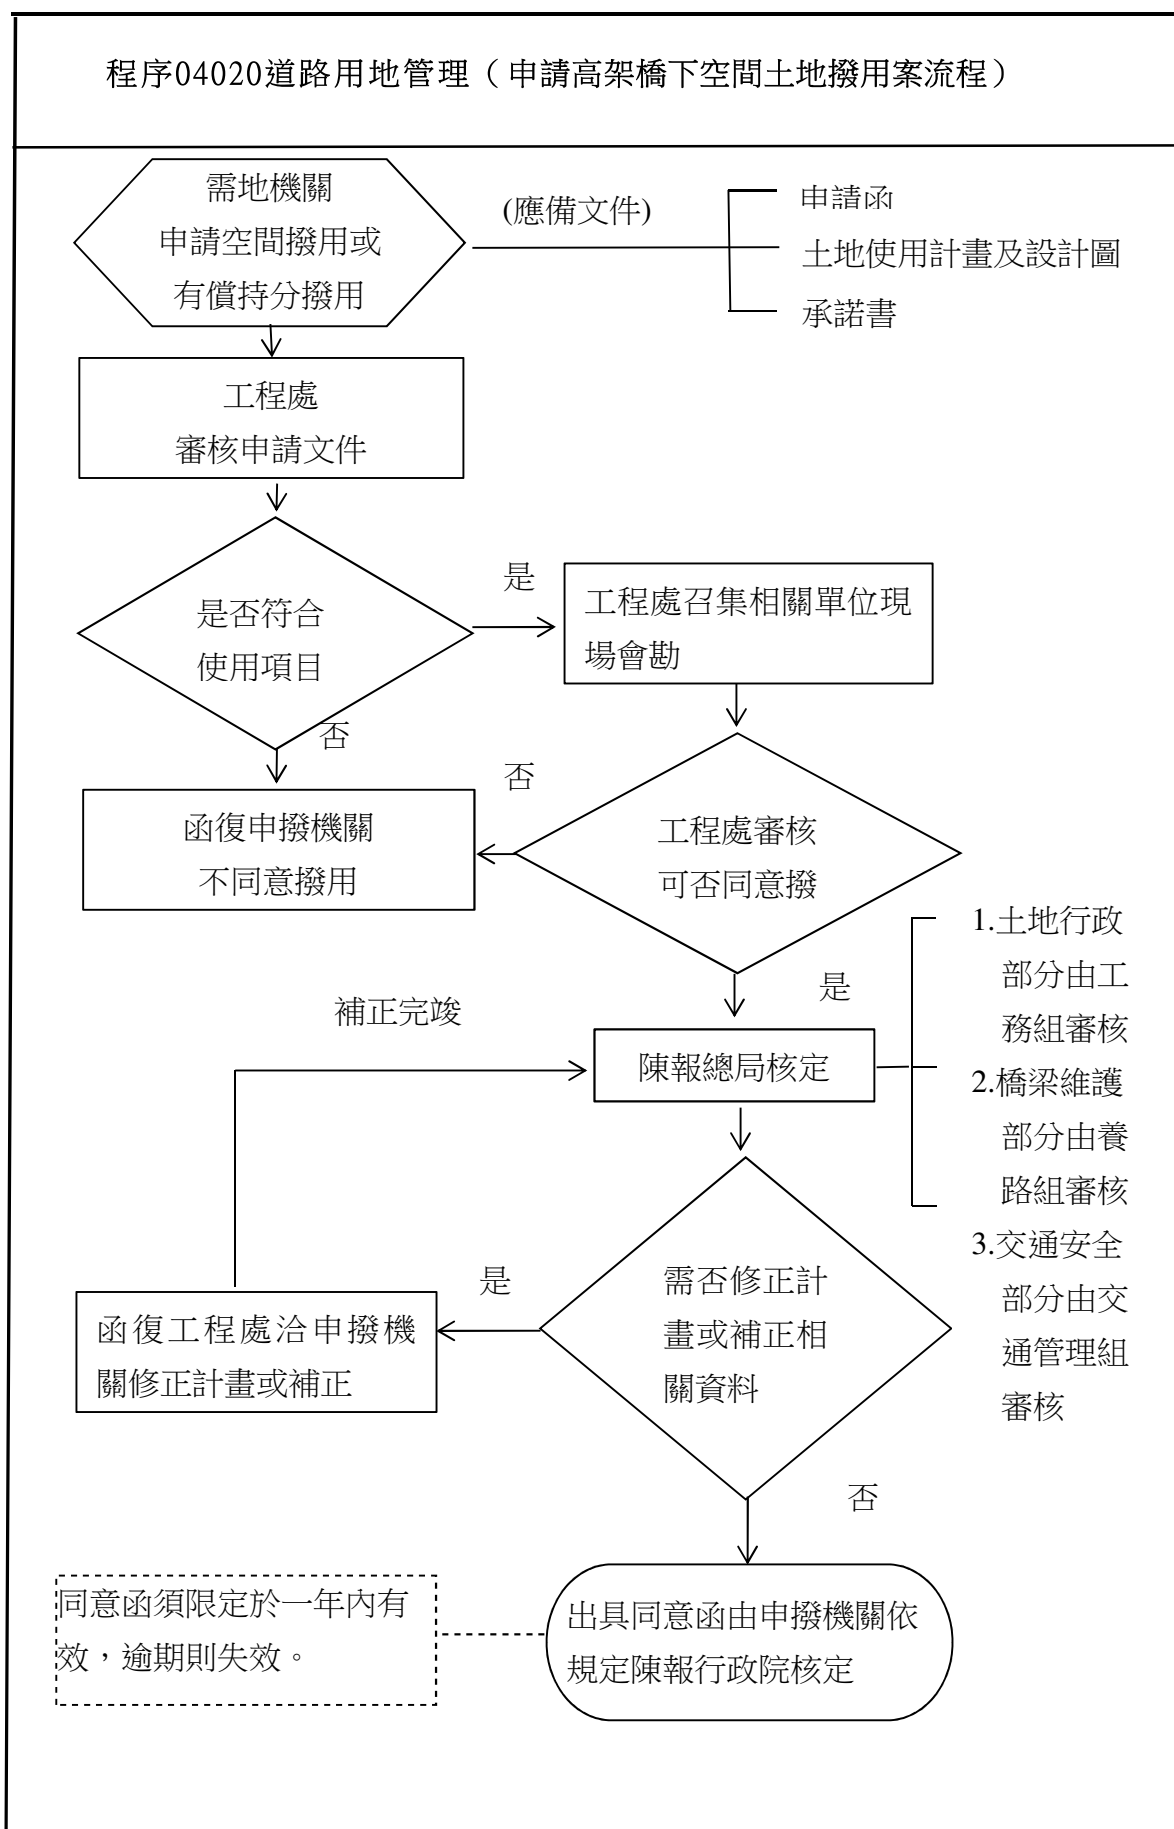 程序04020道路用地管理（申請高架橋下空間土地撥用案流程）
需地機關
申請空間撥用或
有償持分撥用
(應備文件)
申請函
土地使用計畫及設計圖
承諾書
工程處
審核申請文件
是否符合
使用項目
是
工程處召集相關單位現
場會勘
否
函復申撥機關
不同意撥用
否
工程處審核
可否同意撥
是
補正完竣
陳報總局核定
1.土地行政
部分由工
務組審核
2.橋梁維護
部分由養
路組審核
3.交通安全
部分由交
通管理組
審核
需否修正計
畫或補正相
關資料
是
函復工程處洽申撥機
關修正計畫或補正
否
同意函須限定於一年內有
效，逾期則失效。
出具同意函由申撥機關依
規定陳報行政院核定